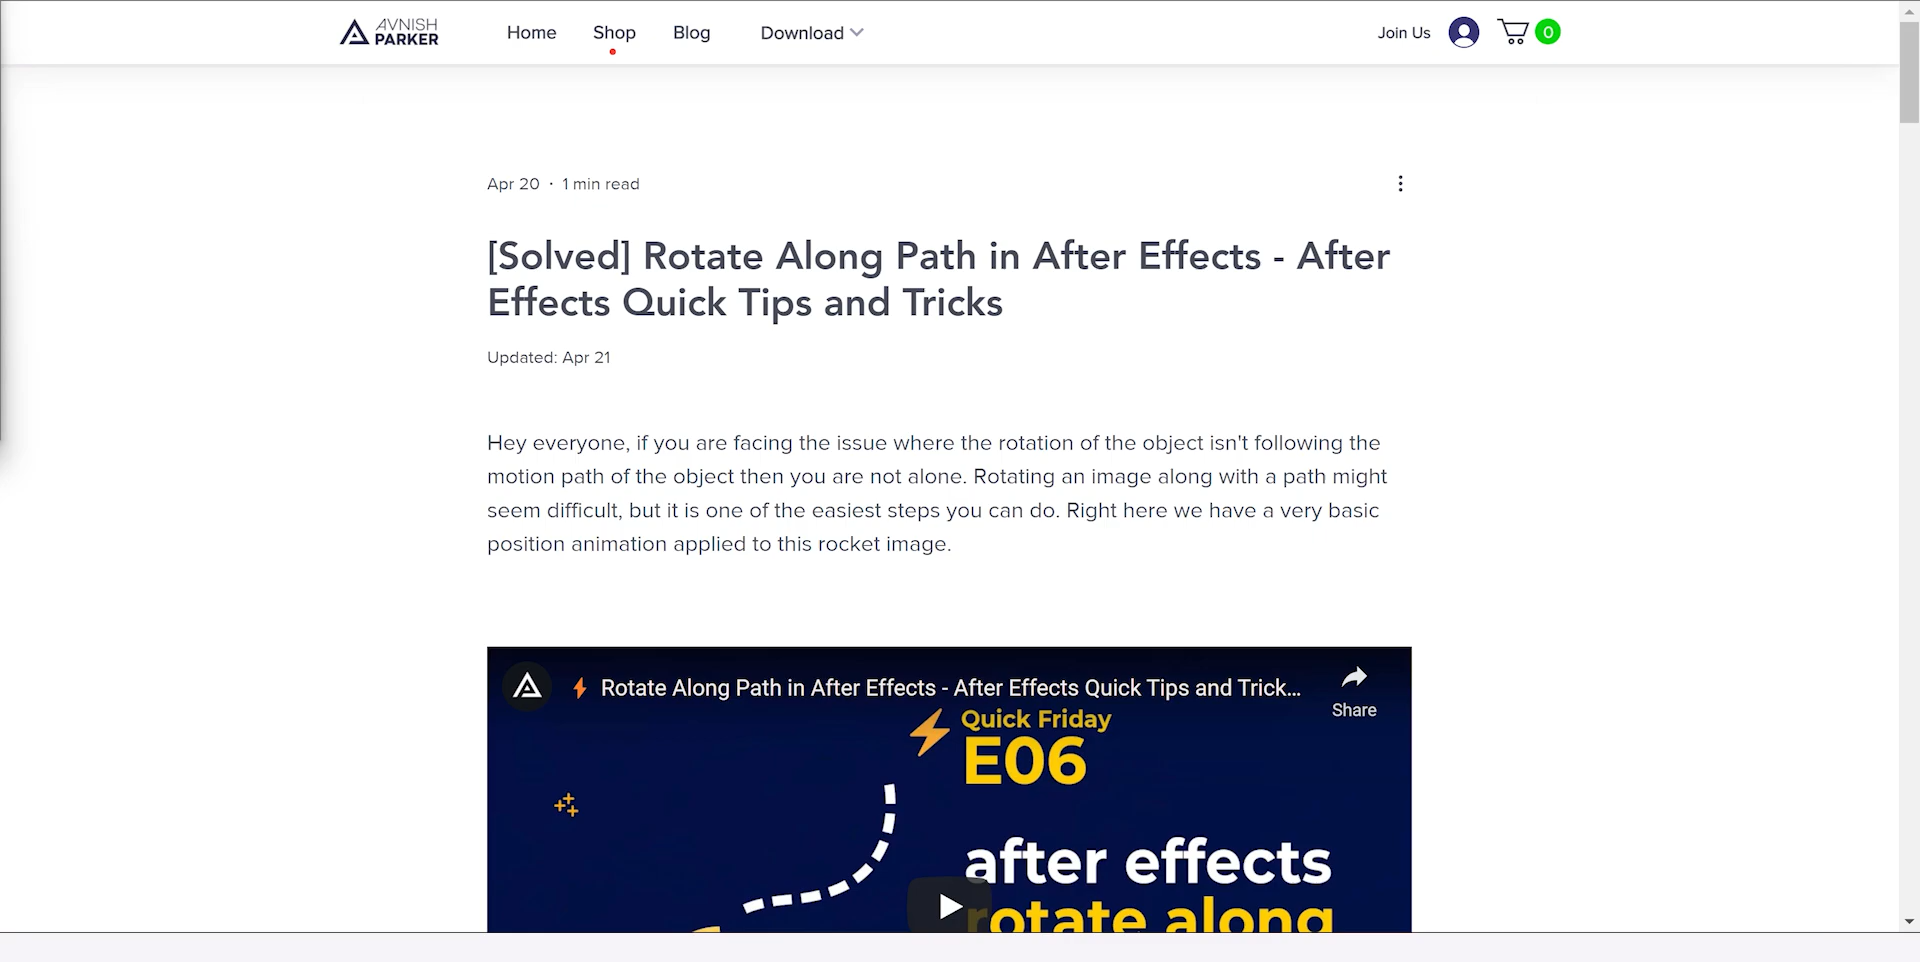 AVNISH
PARKER
Home
Shop
Blog
Download
Join Us
0
Apr 20 · 1 min read
[Solved] Rotate Along Path in After Effects - After
Effects Quick Tips and Tricks
Updated: Apr 21
Hey everyone, if you are facing the issue where the rotation of the object isn't following the
motion path of the object then you are not alone. Rotating an image along with a path might
seem difficult, but it is one of the easiest steps you can do. Right here we have a very basic
position animation applied to this rocket image.
Rotate Along Path in After Effects - After Effects Quick Tips and Trick...
Share
Quick Friday
E06
after effects
rotate along